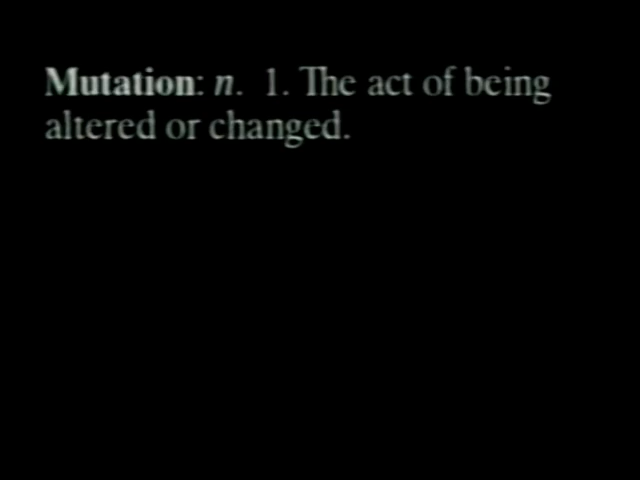 Mutation: n. 1. The act of being
altered or changed.